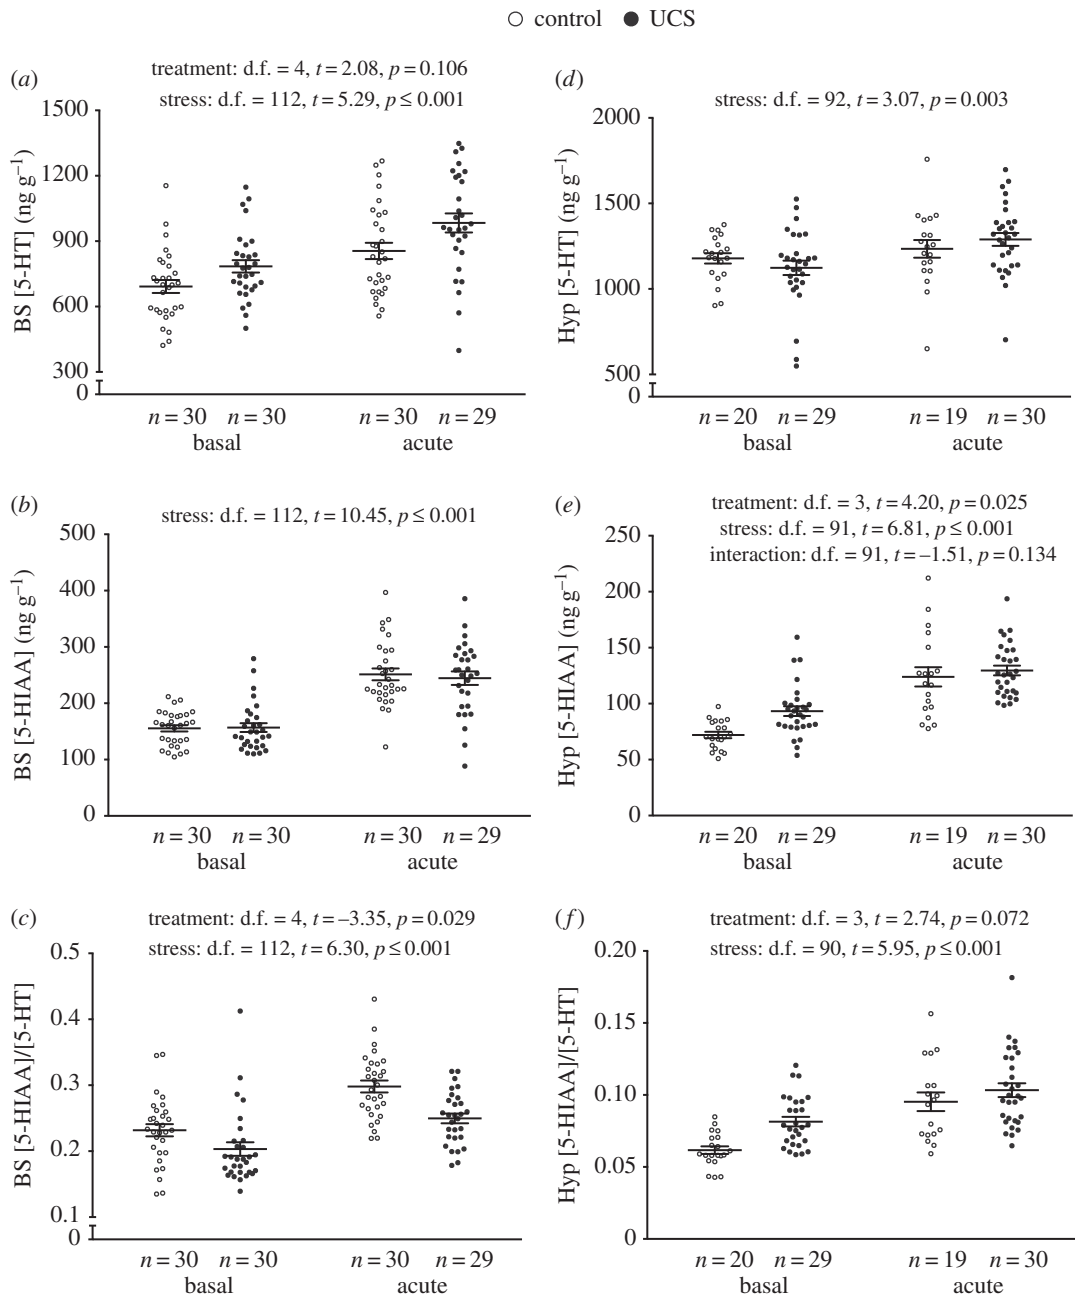 control UCS
(a)
treatment: d.f. = 4, t = 2.08, p = 0.106
stress: d.f. = 112, t = 5.29, p ≤ 0.001
BS [5-HT] (ng g⁻¹)
1500
1200
900
600
300
0
n = 30 n = 30 n = 30 n = 29
basal acute
(d)
stress: d.f. = 92, t = 3.07, p = 0.003
Hyp [5-HT] (ng g⁻¹)
2000
1500
1000
500
0
n = 20 n = 29 n = 19 n = 30
basal acute
(b)
stress: d.f. = 112, t = 10.45, p ≤ 0.001
BS [5-HIAA] (ng g⁻¹)
500
400
300
200
100
0
n = 30 n = 30 n = 30 n = 29
basal acute
(e)
treatment: d.f. = 3, t = 4.20, p = 0.025
stress: d.f. = 91, t = 6.81, p ≤ 0.001
interaction: d.f. = 91, t = –1.51, p = 0.134
Hyp [5-HIAA] (ng g⁻¹)
250
200
150
100
50
0
n = 20 n = 29 n = 19 n = 30
basal acute
(c)
treatment: d.f. = 4, t = –3.35, p = 0.029
stress: d.f. = 112, t = 6.30, p ≤ 0.001
BS [5-HIAA]/[5-HT]
0.5
0.4
0.3
0.2
0.1
0
n = 30 n = 30 n = 30 n = 29
basal acute
(f)
treatment: d.f. = 3, t = 2.74, p = 0.072
stress: d.f. = 90, t = 5.95, p ≤ 0.001
Hyp [5-HIAA]/[5-HT]
0.20
0.15
0.10
0.05
0
n = 20 n = 29 n = 19 n = 30
basal acute